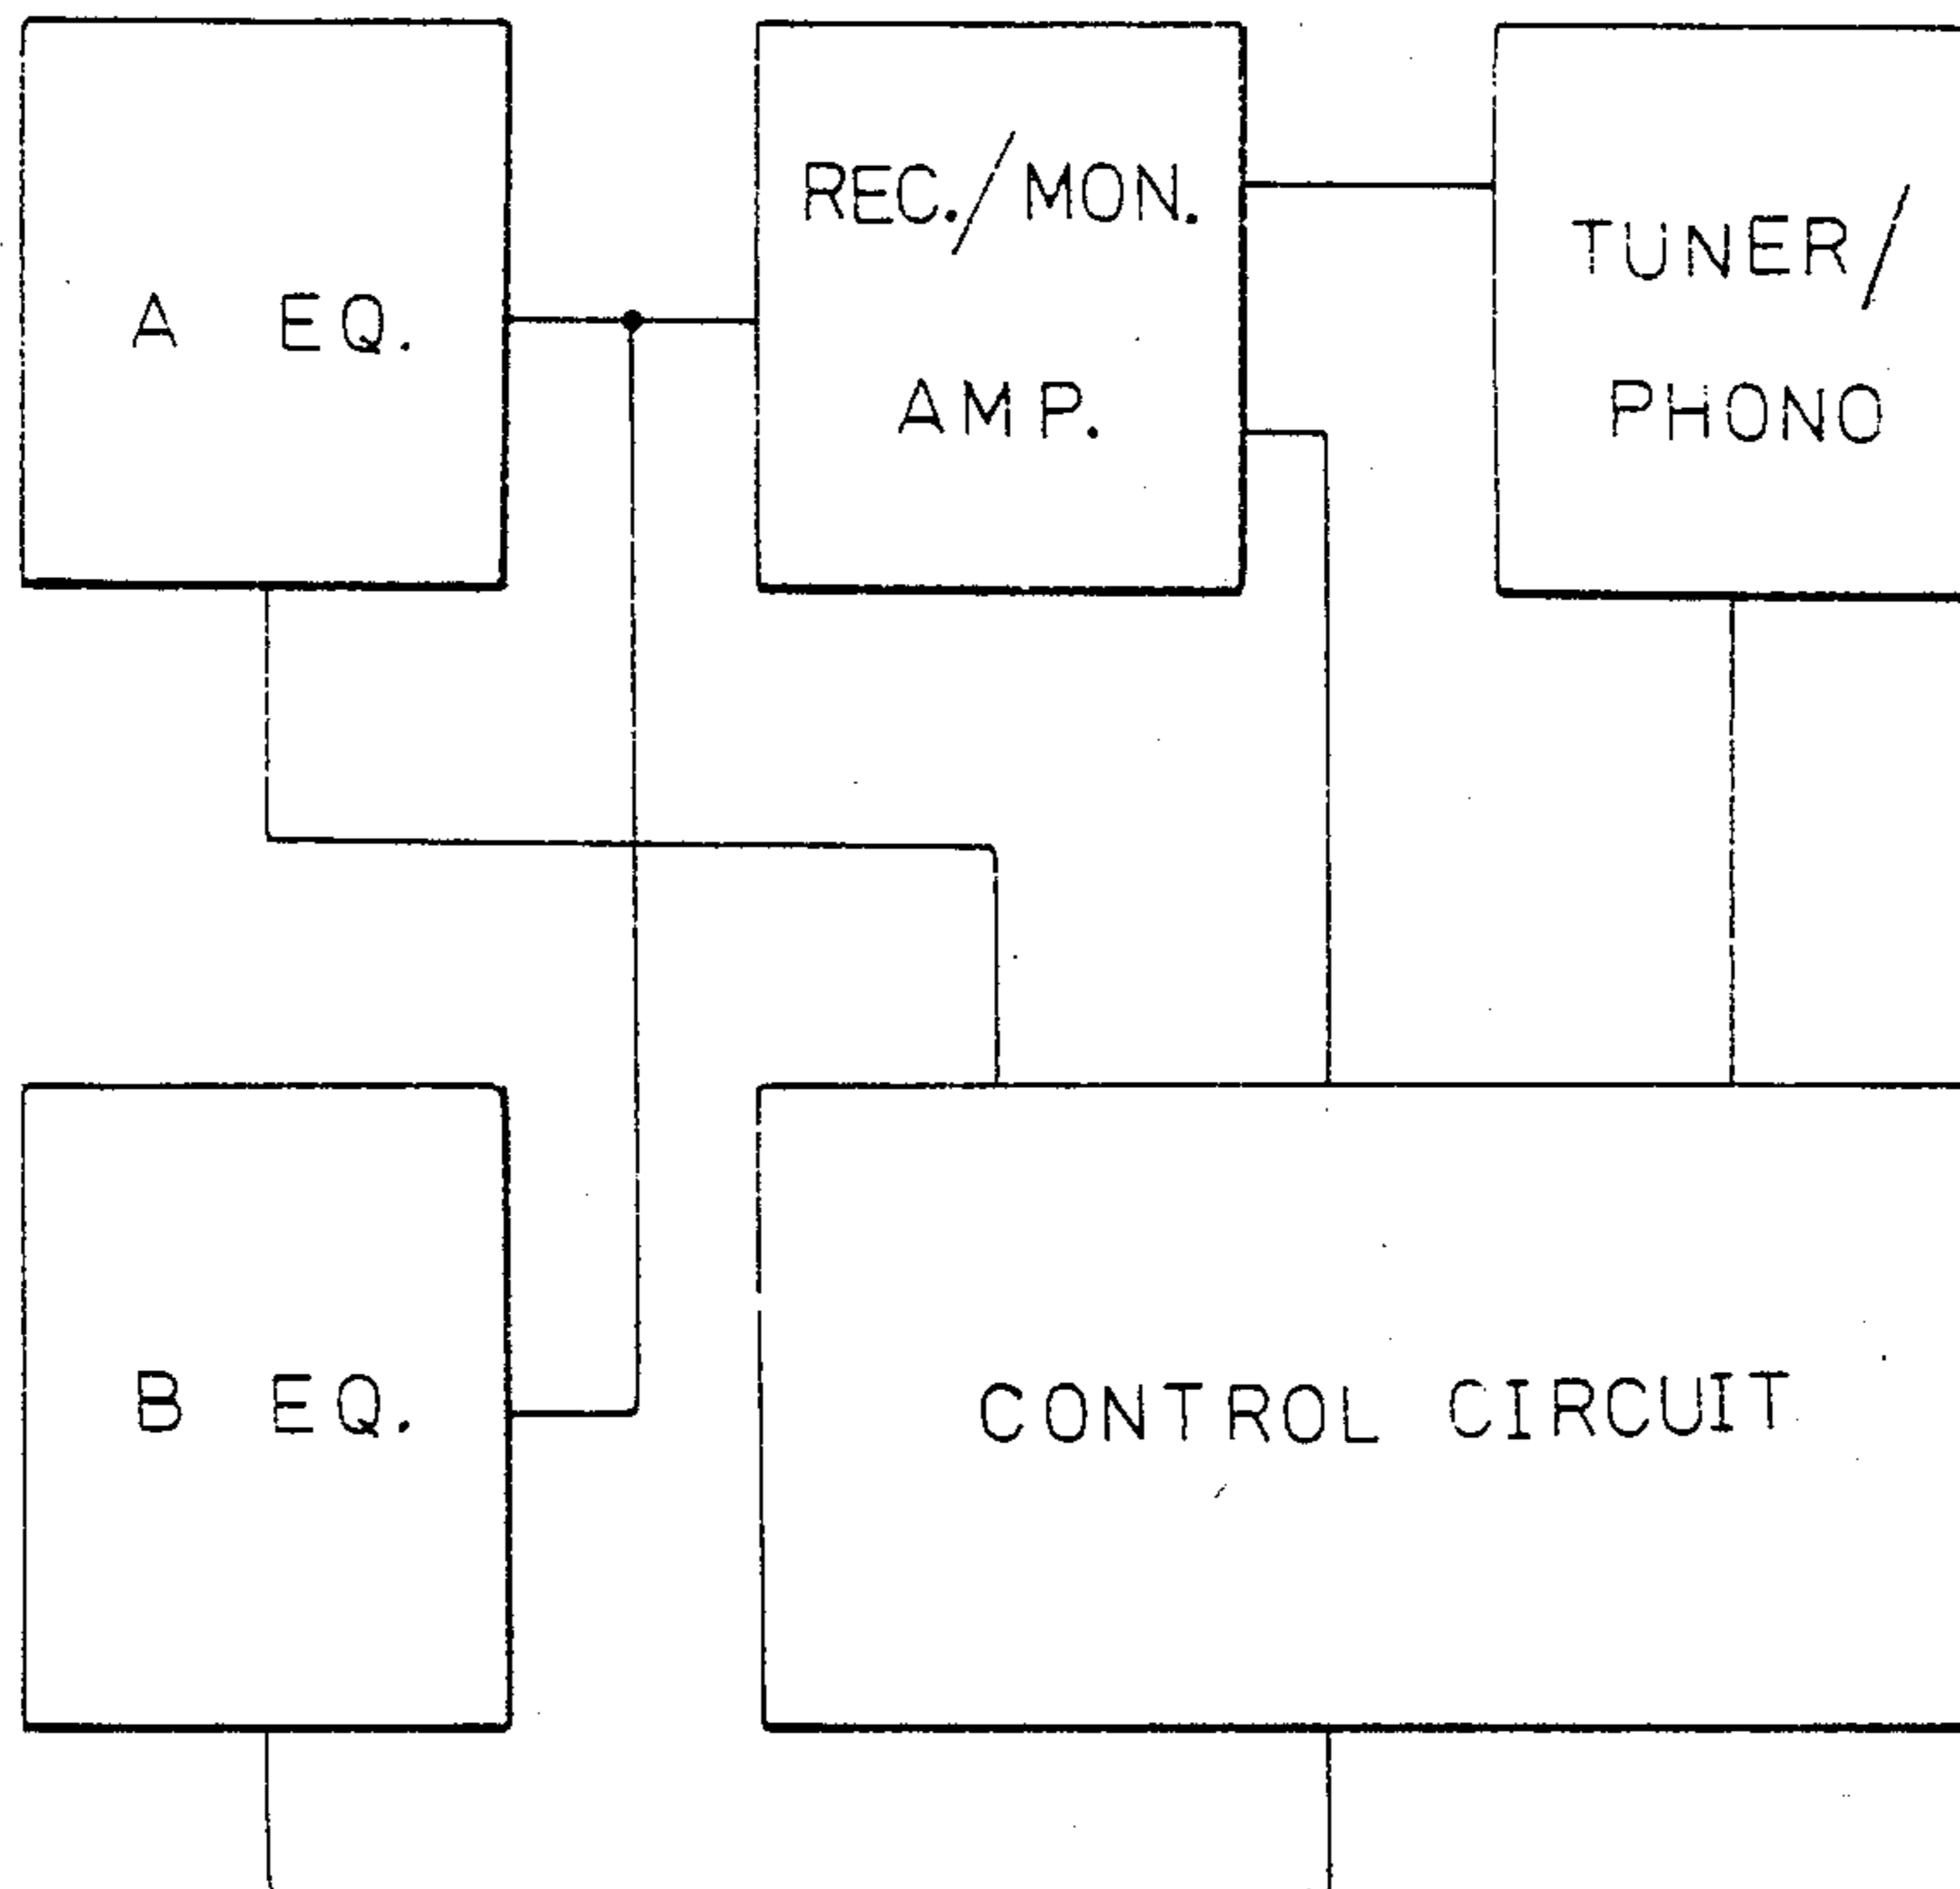 A EQ.
REC./MON.
AMP.
TUNER/
PHONO
B EQ.
CONTROL CIRCUIT